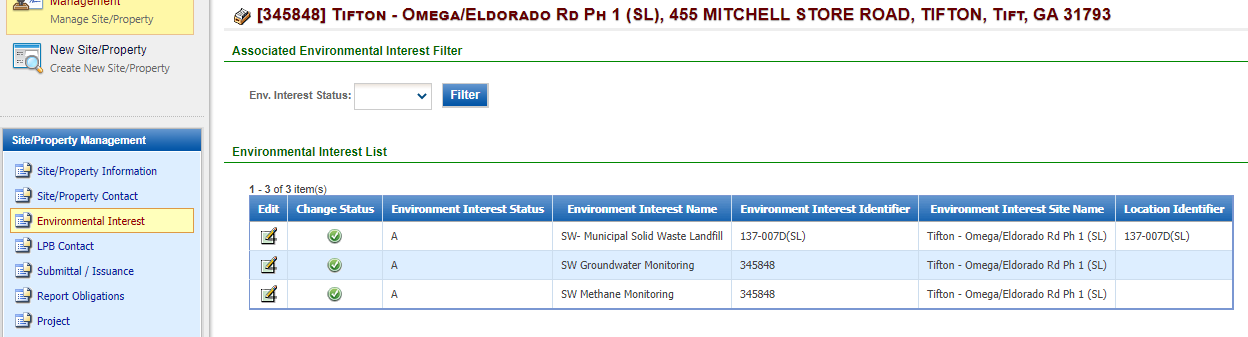 Management
Manage Site/Property
New Site/Property
Create New Site/Property
Site/Property Management
Site/Property Information
Site/Property Contact
Environmental Interest
LPB Contact
Submittal / Issuance
Report Obligations
Project
[345848] Tifton - Omega/Eldorado Rd Ph 1 (SL), 455 MITCHELL STORE ROAD, TIFTON, Tift, GA 31793
Associated Environmental Interest Filter
Env. Interest Status: Filter
Environmental Interest List
1 - 3 of 3 item(s)
Edit Change Status Environment Interest Status Environment Interest Name Environment Interest Identifier Environment Interest Site Name Location Identifier
A SW- Municipal Solid Waste Landfill 137-007D(SL) Tifton - Omega/Eldorado Rd Ph 1 (SL) 137-007D(SL)
A SW Groundwater Monitoring 345848 Tifton - Omega/Eldorado Rd Ph 1 (SL)
A SW Methane Monitoring 345848 Tifton - Omega/Eldorado Rd Ph 1 (SL)